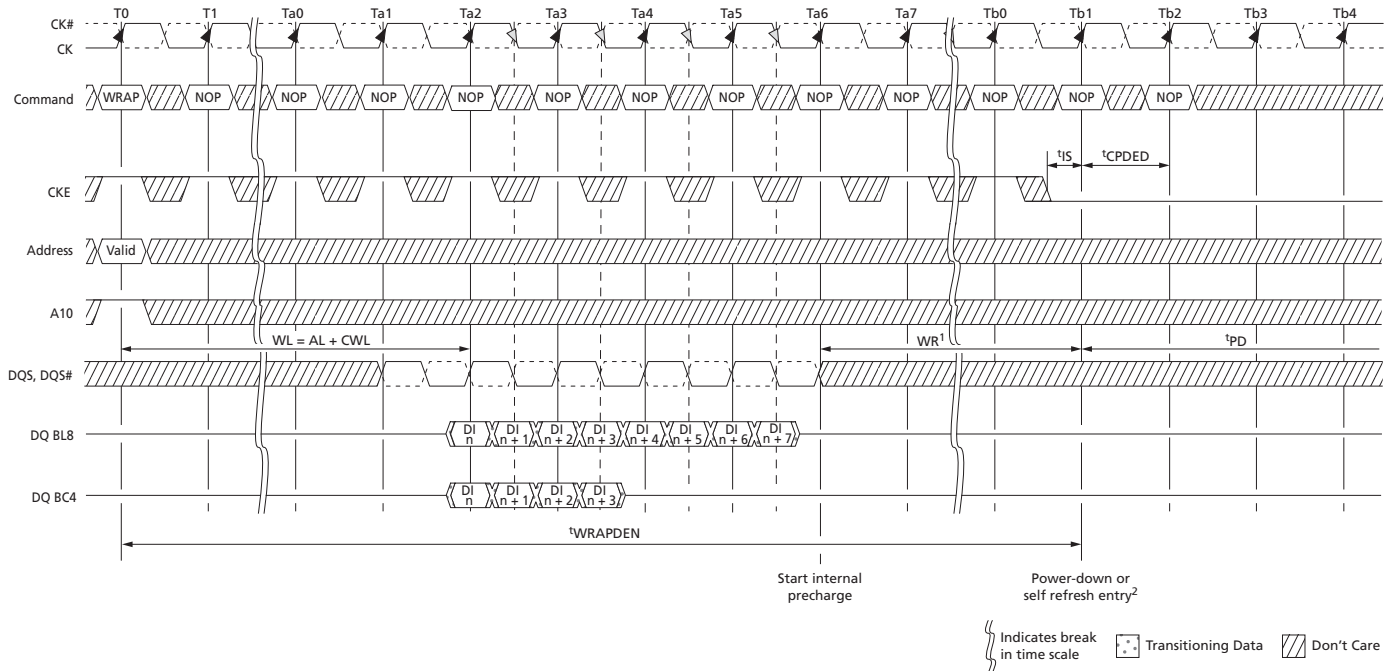 T0 T1 Ta0 Ta1 Ta2 Ta3 Ta4 Ta5 Ta6 Ta7 Tb0 Tb1 Tb2 Tb3 Tb4
CK#
CK
Command WRAP NOP NOP NOP NOP NOP NOP NOP NOP NOP NOP NOP NOP
tIS tCPDED
CKE
Address Valid
A10
WL = AL + CWL WR1 tPD
DQS, DQS#
DQ BL8 DI n DI n + 1 DI n + 2 DI n + 3 DI n + 4 DI n + 5 DI n + 6 DI n + 7
DQ BC4 DI n DI n + 1 DI n + 2 DI n + 3
tWRAPDEN
Start internal precharge
Power-down or self refresh entry2
Indicates break in time scale
Transitioning Data
Don't Care